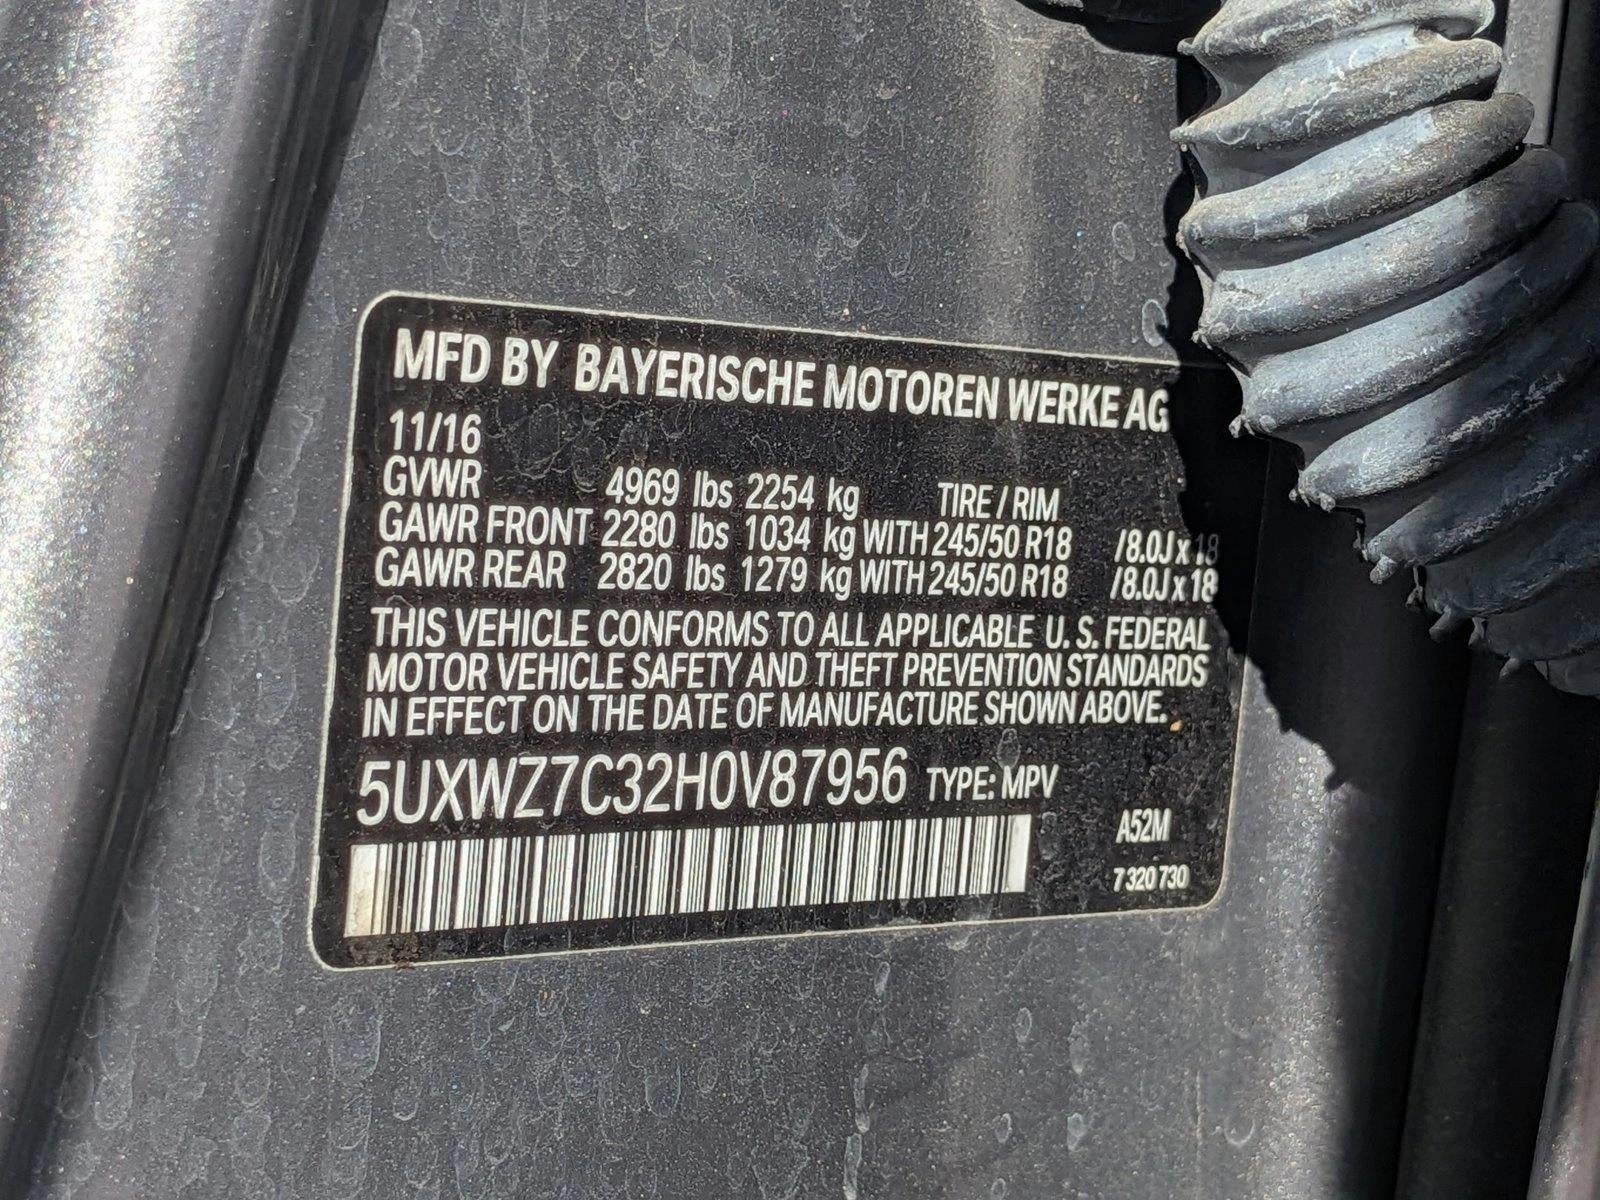 MFD BY BAYERISCHE MOTOREN WERKE AG
11/16
GVWR 4969 lbs 2254 kg TIRE / RIM
GAWR FRONT 2280 lbs 1034 kg WITH 245/50 R18 /8.0J x 18
GAWR REAR 2820 lbs 1279 kg WITH 245/50 R18 /8.0J x 18
THIS VEHICLE CONFORMS TO ALL APPLICABLE U. S. FEDERAL
MOTOR VEHICLE SAFETY AND THEFT PREVENTION STANDARDS
IN EFFECT ON THE DATE OF MANUFACTURE SHOWN ABOVE.
5UXWZ7C32H0V87956 TYPE: MPV
A52M
7 320 730